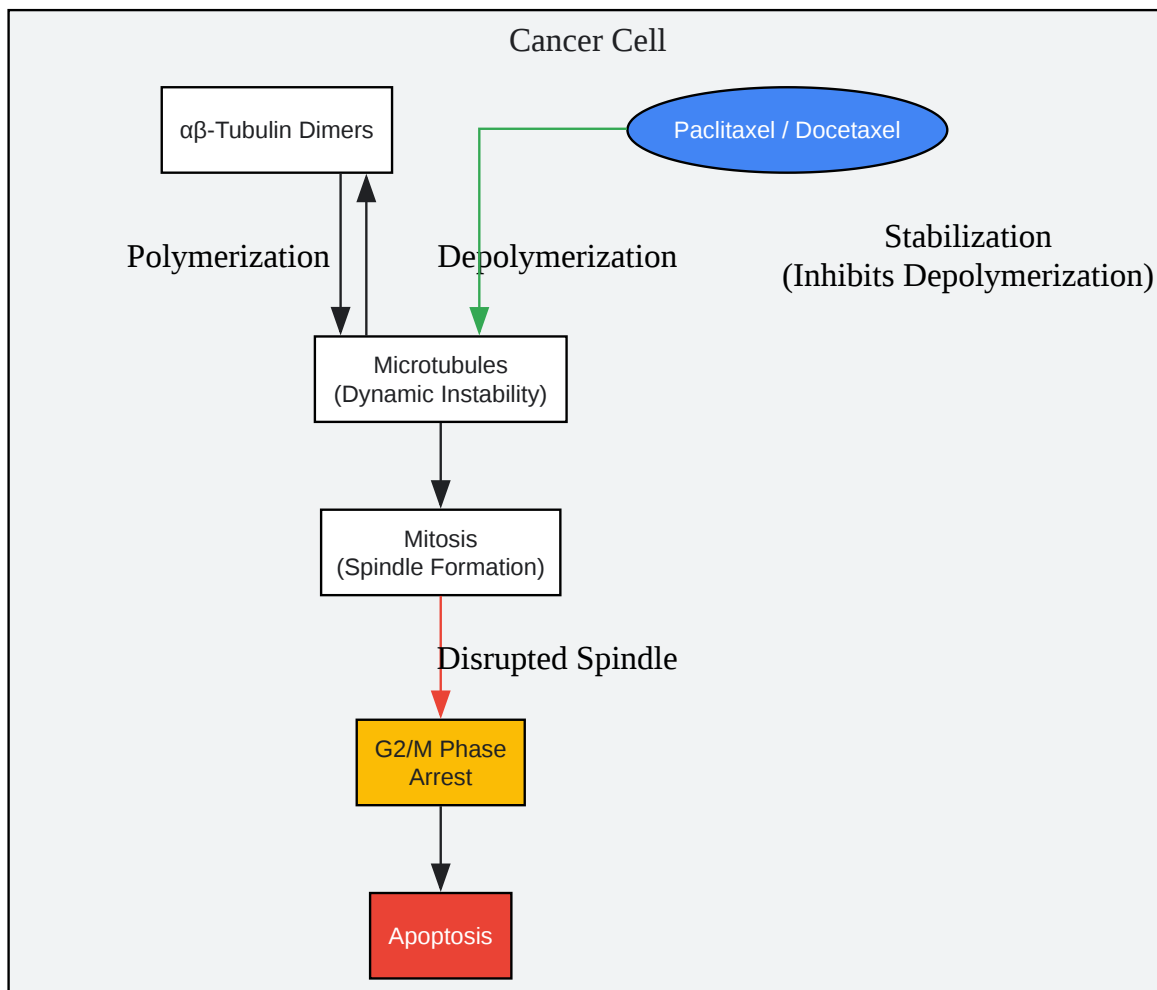 Cancer Cell
αβ-Tubulin Dimers
Paclitaxel / Docetaxel
Polymerization
Depolymerization
Stabilization
(Inhibits Depolymerization)
Microtubules
(Dynamic Instability)
Mitosis
(Spindle Formation)
Disrupted Spindle
G2/M Phase
Arrest
Apoptosis